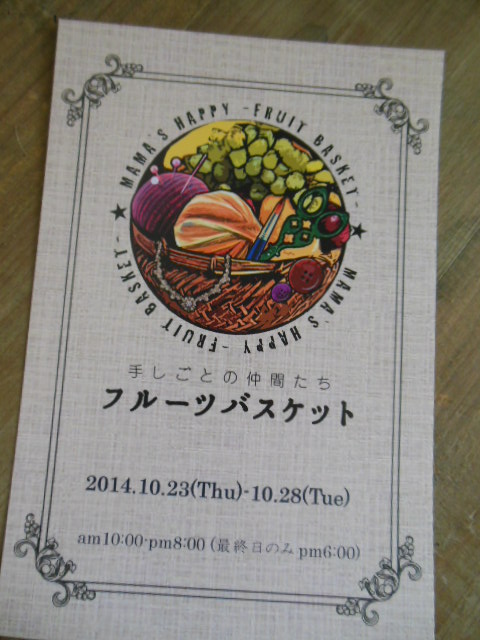 MAMA'S HAPPY -FRUIT BASKET-
★ MAMA'S HAPPY -FRUIT BASKET- ★
手しごとの仲間たち
フルーツバスケット
2014.10.23(Thu)-10.28(Tue)
am10:00-pm8:00 (最終日のみ pm6:00)